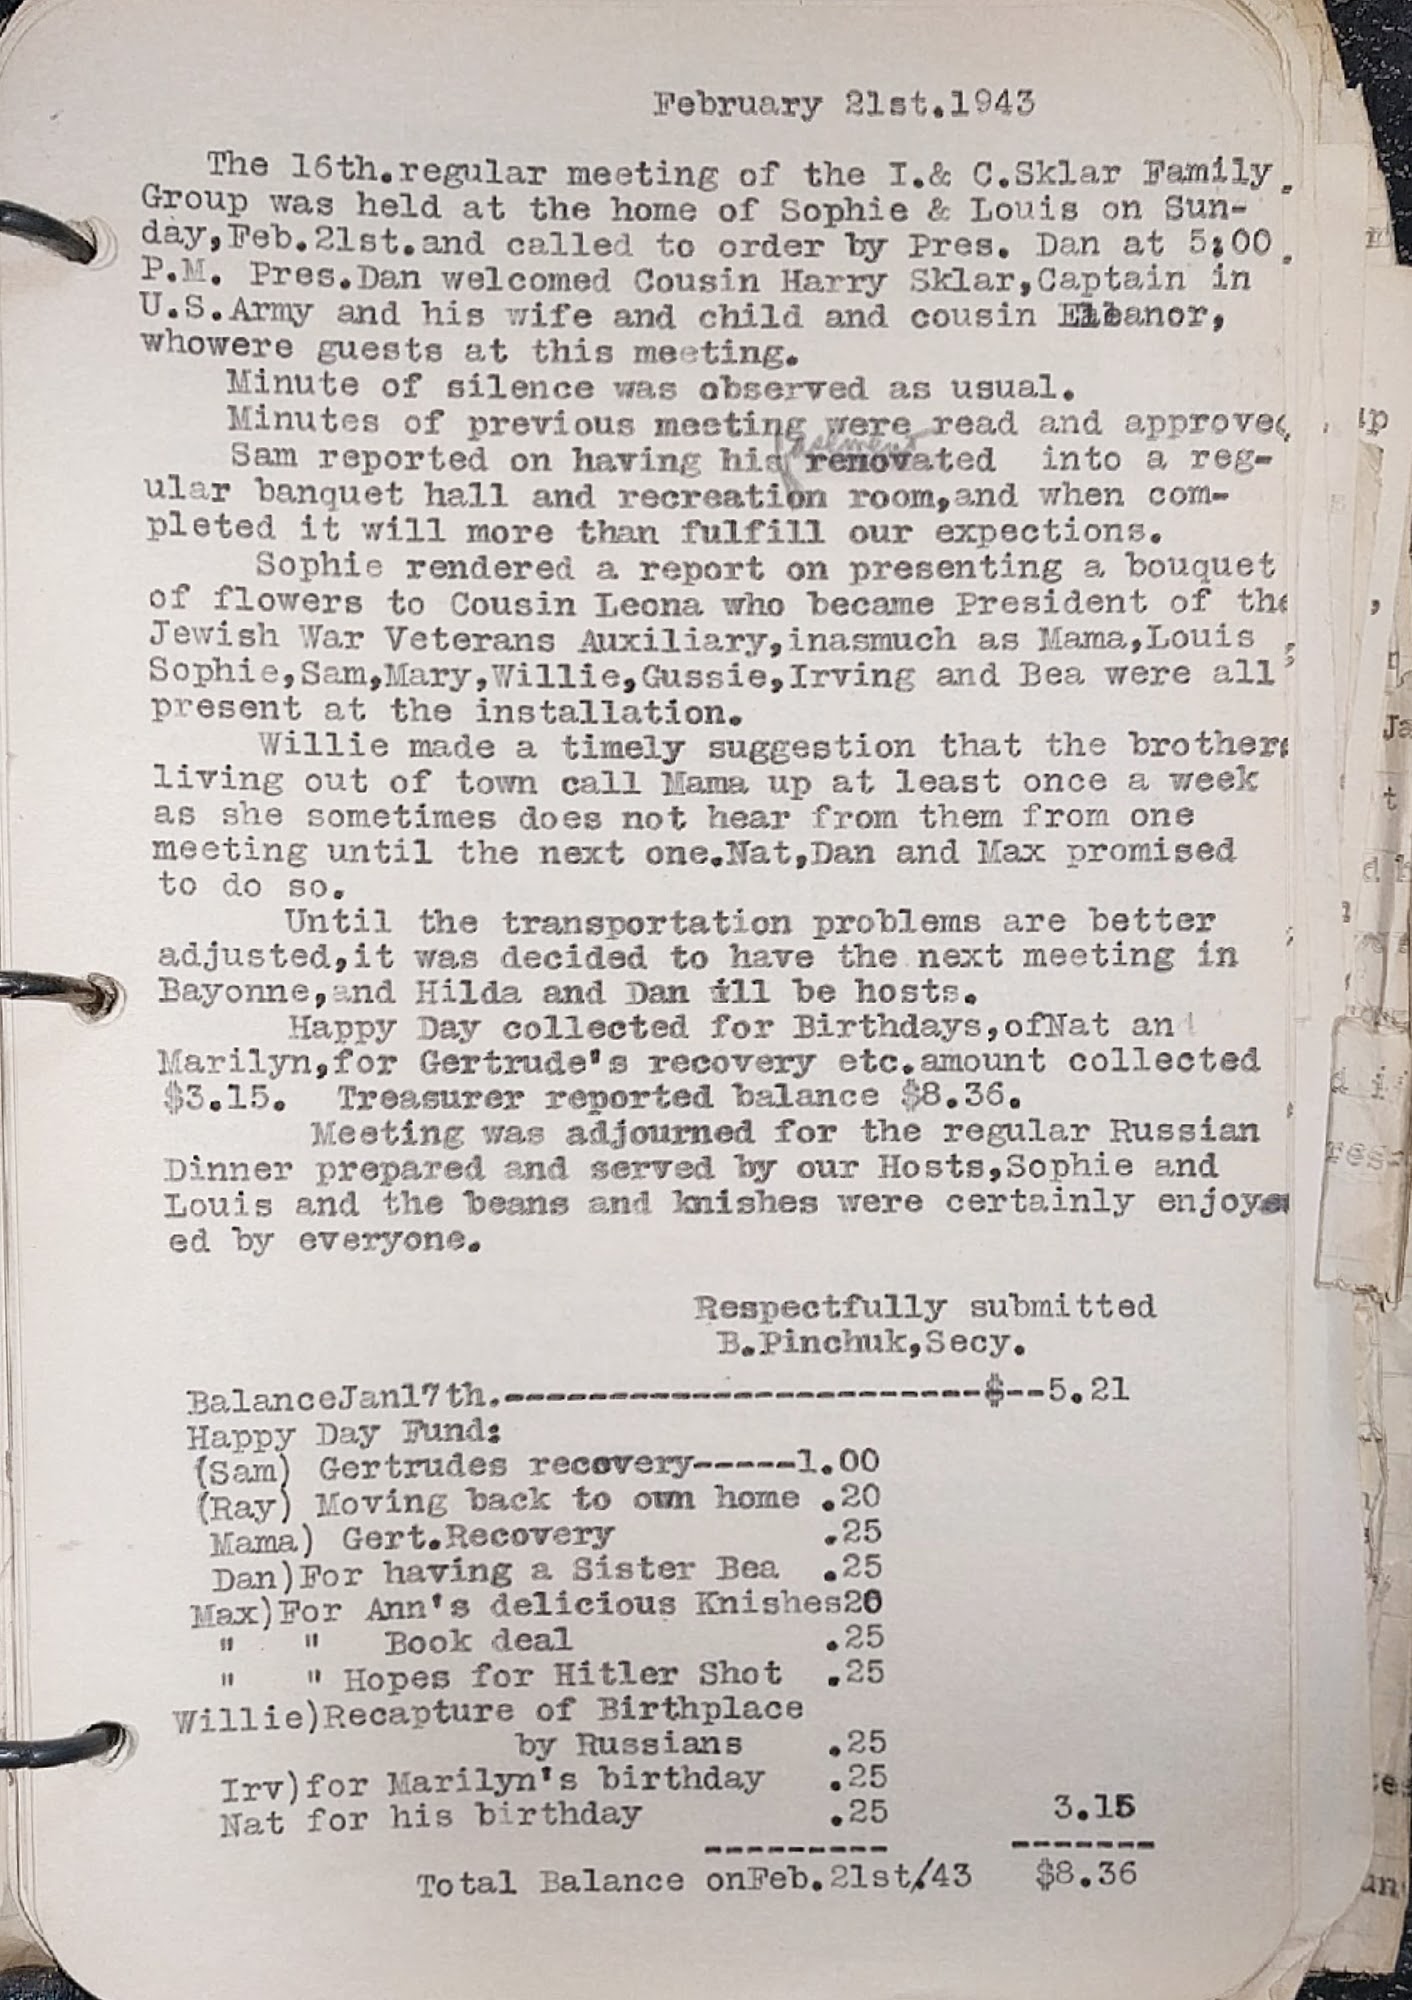 February 21st.1943
The 16th.regular meeting of the I.& C.Sklar Family
Group was held at the home of Sophie & Louis on Sun-
day,Feb.21st.and called to order by Pres. Dan at 5:00
P.M. Pres.Dan welcomed Cousin Harry Sklar,Captain in
U.S.Army and his wife and child and cousin Eleanor,
whowere guests at this meeting.
Minute of silence was observed as usual.
Minutes of previous meeting were read and approved
basement
Sam reported on having his renovated into a reg-
ular banquet hall and recreation room,and when com-
pleted it will more than fulfill our expections.
Sophie rendered a report on presenting a bouquet
of flowers to Cousin Leona who became President of the
Jewish War Veterans Auxiliary,inasmuch as Mama,Louis
Sophie,Sam,Mary,Willie,Gussie,Irving and Bea were all
present at the installation.
Willie made a timely suggestion that the brothers
living out of town call Mama up at least once a week
as she sometimes does not hear from them from one
meeting until the next one.Nat,Dan and Max promised
to do so.
Until the transportation problems are better
adjusted,it was decided to have the next meeting in
Bayonne,and Hilda and Dan ill be hosts.
Happy Day collected for Birthdays,ofNat and
Marilyn,for Gertrude's recovery etc.amount collected
$3.15. Treasurer reported balance $8.36.
Meeting was adjourned for the regular Russian
Dinner prepared and served by our Hosts,Sophie and
Louis and the beans and knishes were certainly enjoy
ed by everyone.
Respectfully submitted
B.Pinchuk,Secy.
BalanceJan17th.------------------------$--5.21
Happy Day Fund:
(Sam) Gertrudes recovery-----1.00
(Ray) Moving back to own home .20
Mama) Gert.Recovery .25
Dan)For having a Sister Bea .25
Max)For Ann's delicious Knishes20
" " Book deal .25
" " Hopes for Hitler Shot .25
Willie)Recapture of Birthplace
by Russians .25
Irv)for Marilyn's birthday .25
Nat for his birthday .25 3.15
--------- -------
Total Balance onFeb.21st/43 $8.36